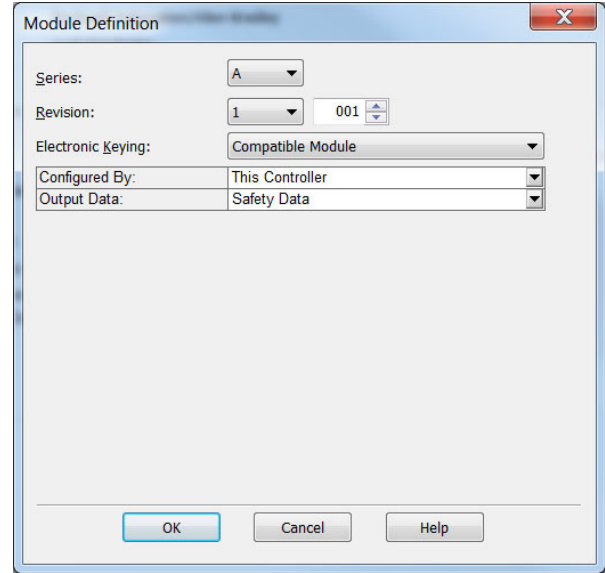 Module Definition
X
Series: A
Revision: 1 001
Electronic Keying: Compatible Module
Configured By: This Controller
Output Data: Safety Data
OK Cancel Help